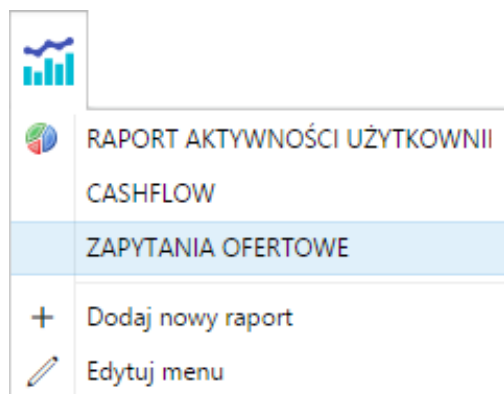 RAPORT AKTYWNOŚCI UŻYTKOWNII
CASHFLOW
ZAPYTANIA OFERTOWE
Dodaj nowy raport
Edytuj menu